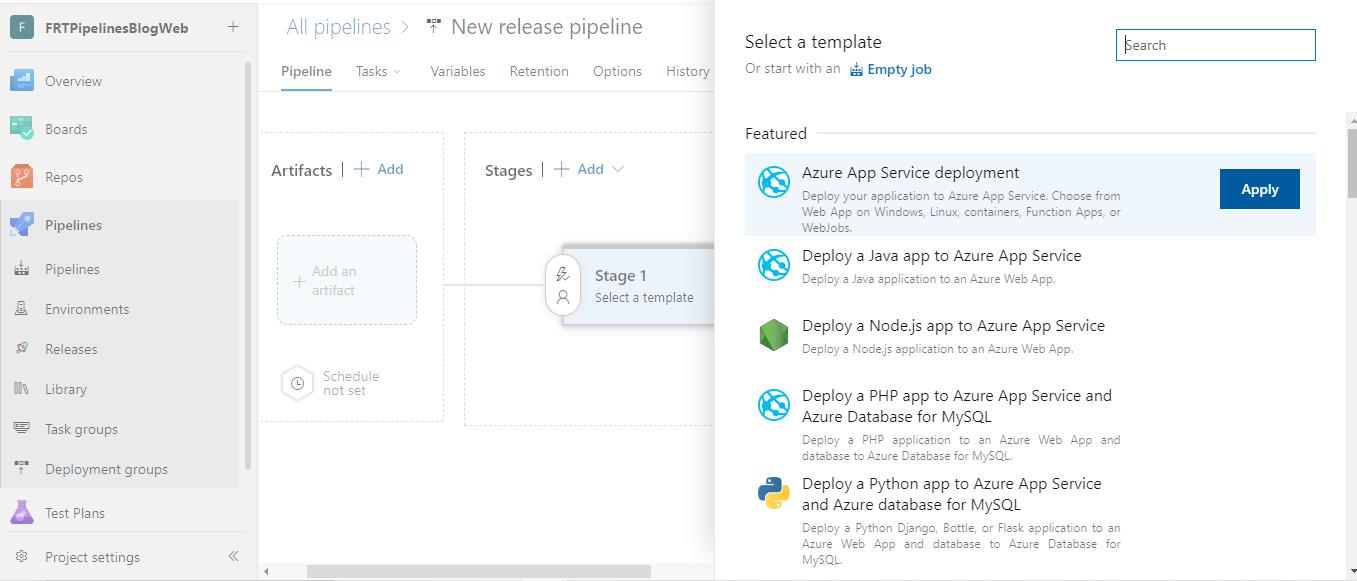 F FRTPipelinesBlogWeb +
Overview
Boards
Repos
Pipelines
Pipelines
Environments
Releases
Library
Task groups
Deployment groups
Test Plans
Project settings
All pipelines > New release pipeline
Pipeline Tasks Variables Retention Options History
Artifacts | + Add
Add an
artifact
Schedule
not set
Stages | + Add
Stage 1
Select a template
Select a template
Or start with an Empty job
Search
Featured
Azure App Service deployment
Deploy your application to Azure App Service. Choose from
Web App on Windows, Linux, containers, Function Apps, or
WebJobs.
Apply
Deploy a Java app to Azure App Service
Deploy a Java application to an Azure Web App.
Deploy a Node.js app to Azure App Service
Deploy a Node.js application to an Azure Web App.
Deploy a PHP app to Azure App Service and
Azure Database for MySQL
Deploy a PHP application to an Azure Web App and
database to Azure Database for MySQL.
Deploy a Python app to Azure App Service
and Azure database for MySQL
Deploy a Python Django, Bottle, or Flask application to an
Azure Web App and database to Azure Database for
MySQL.